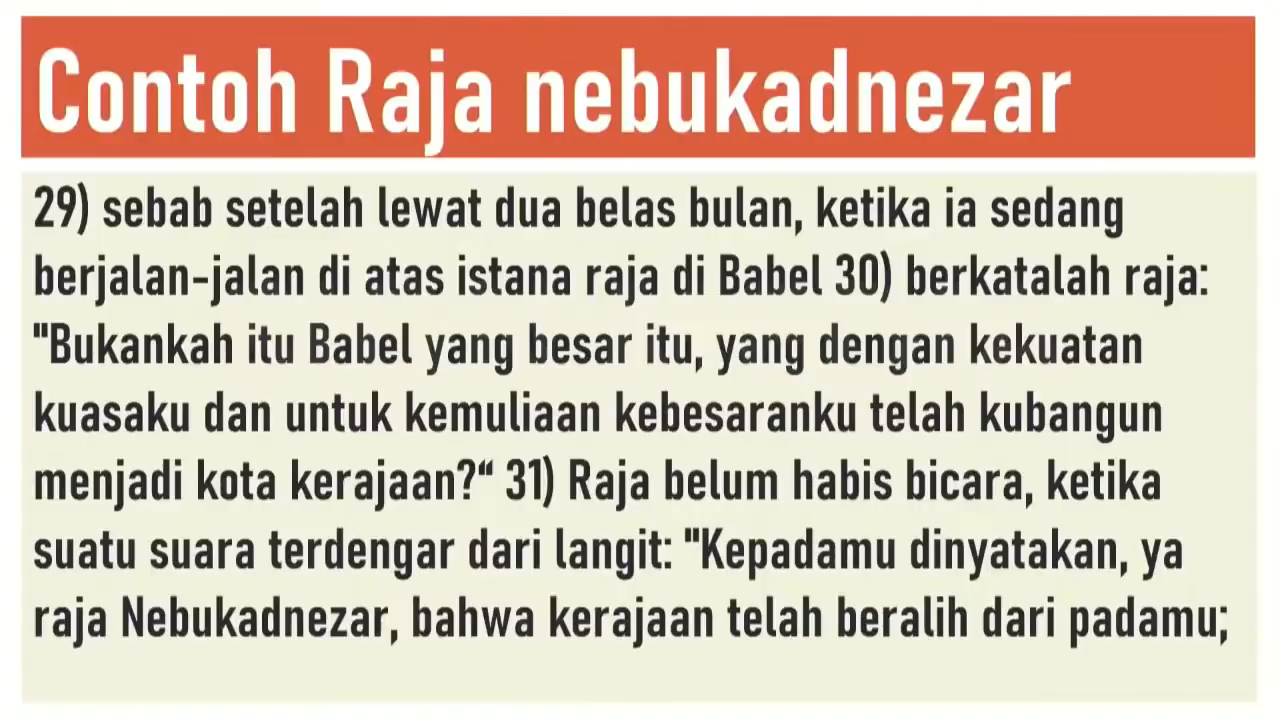 Contoh Raja nebukadnezar
29) sebab setelah lewat dua belas bulan, ketika ia sedang
berjalan-jalan di atas istana raja di Babel 30) berkatalah raja:
"Bukankah itu Babel yang besar itu, yang dengan kekuatan
kuasaku dan untuk kemuliaan kebesaranku telah kubangun
menjadi kota kerajaan?“ 31) Raja belum habis bicara, ketika
suatu suara terdengar dari langit: "Kepadamu dinyatakan, ya
raja Nebukadnezar, bahwa kerajaan telah beralih dari padamu;